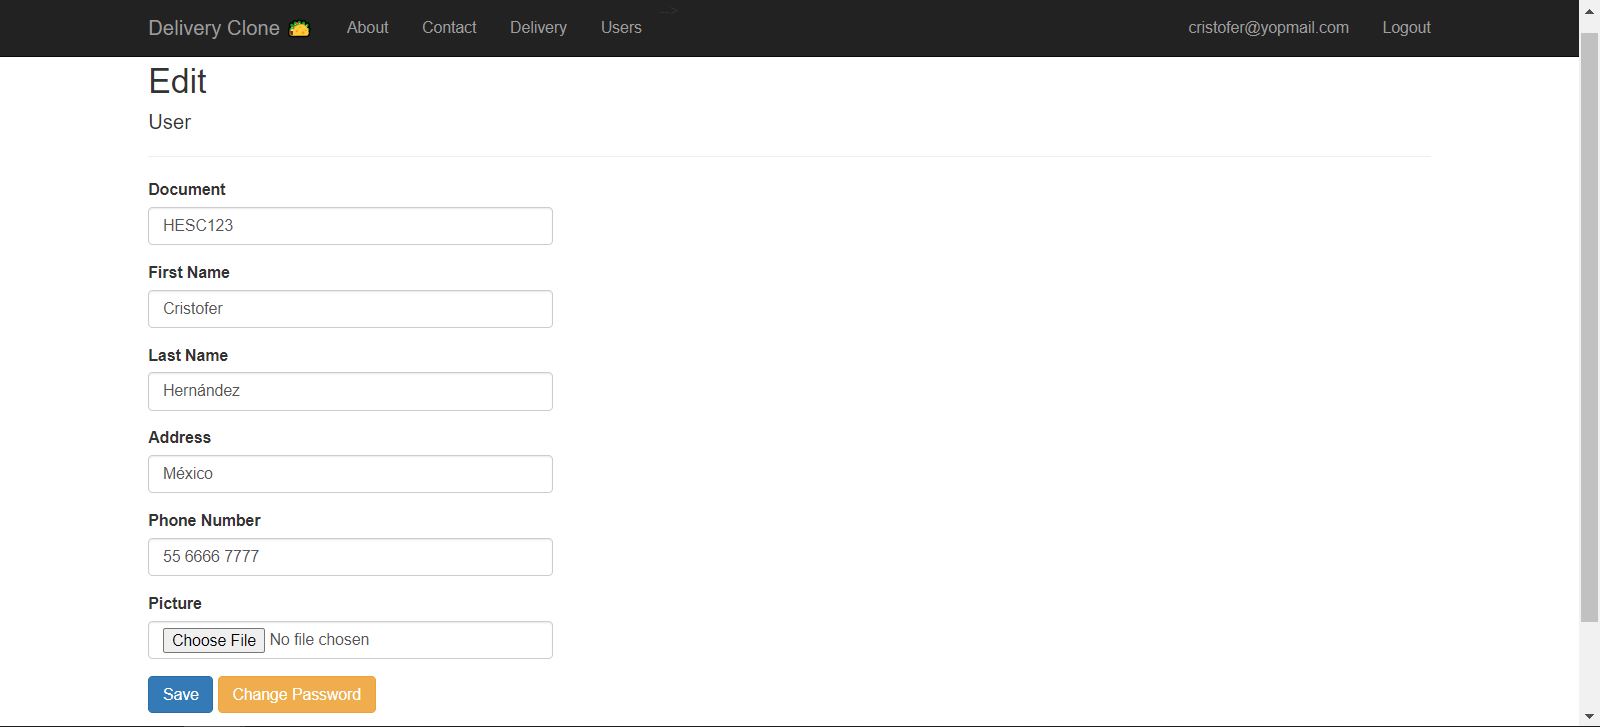 Delivery Clone 🌮 About Contact Delivery Users --> cristofer@yopmail.com Logout
Edit
User
Document
HESC123
First Name
Cristofer
Last Name
Hernández
Address
México
Phone Number
55 6666 7777
Picture
Choose File No file chosen
Save Change Password